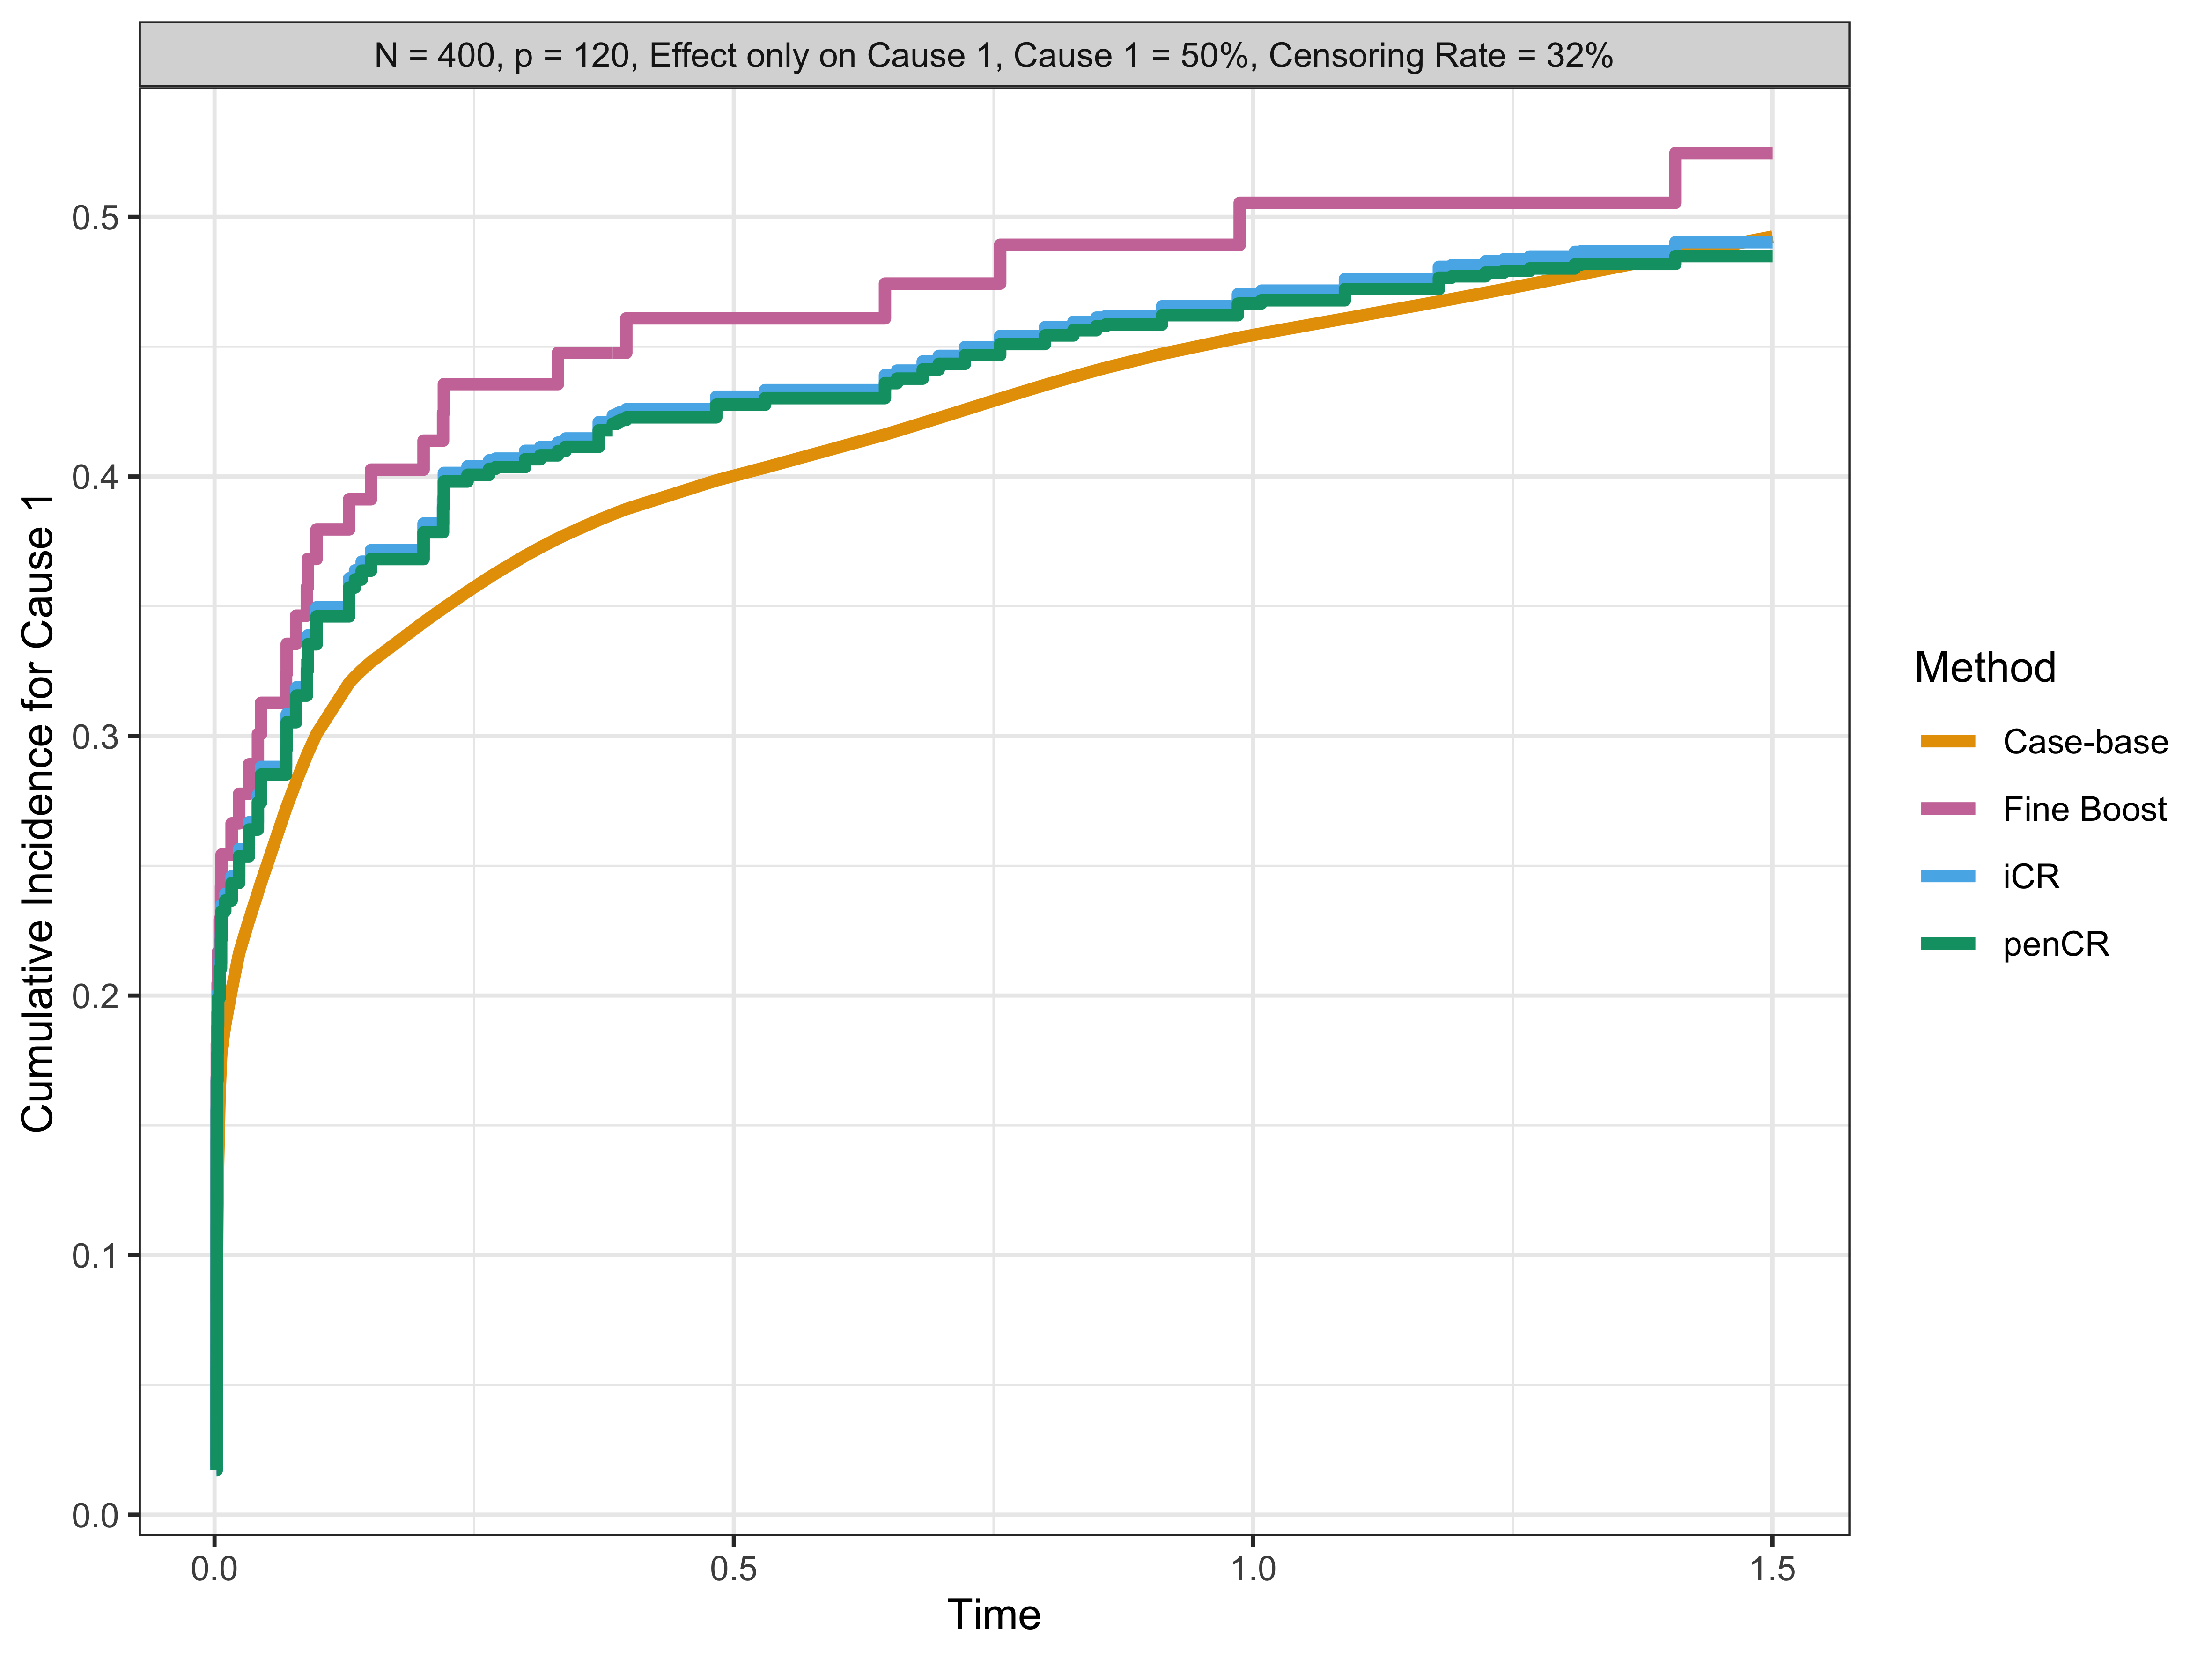 N = 400, p = 120, Effect only on Cause 1, Cause 1 = 50%, Censoring Rate = 32%
Cumulative Incidence for Cause 1
0.5
0.4
0.3
0.2
0.1
0.0
0.0 0.5 1.0 1.5
Time
Method
Case-base
Fine Boost
iCR
penCR